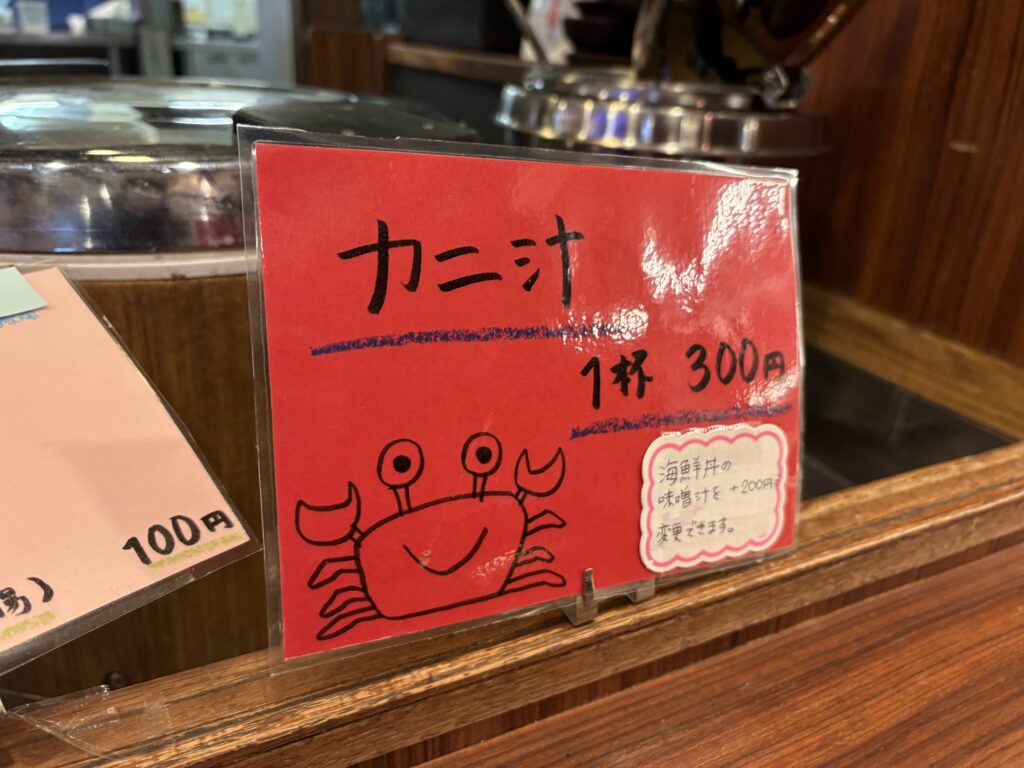 カニ汁
1杯 300円
海鮮丼の
味噌汁を +200円で
変更できます。
100円